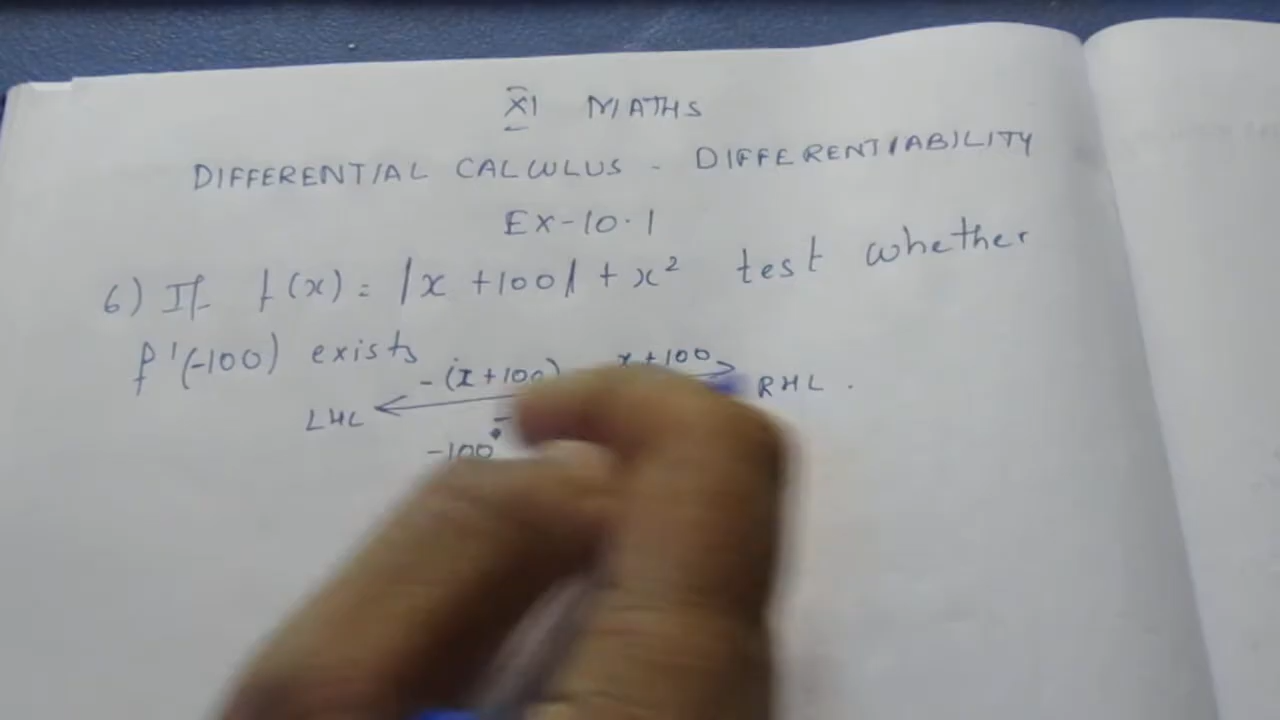 XI MATHS
DIFFERENTIAL CALCULUS - DIFFERENTIABILITY
EX-10.1
6) If f(x) = |x +100| + x² test whether
f'(-100) exists
-(x+100) x+100
LHL RHL .
-100